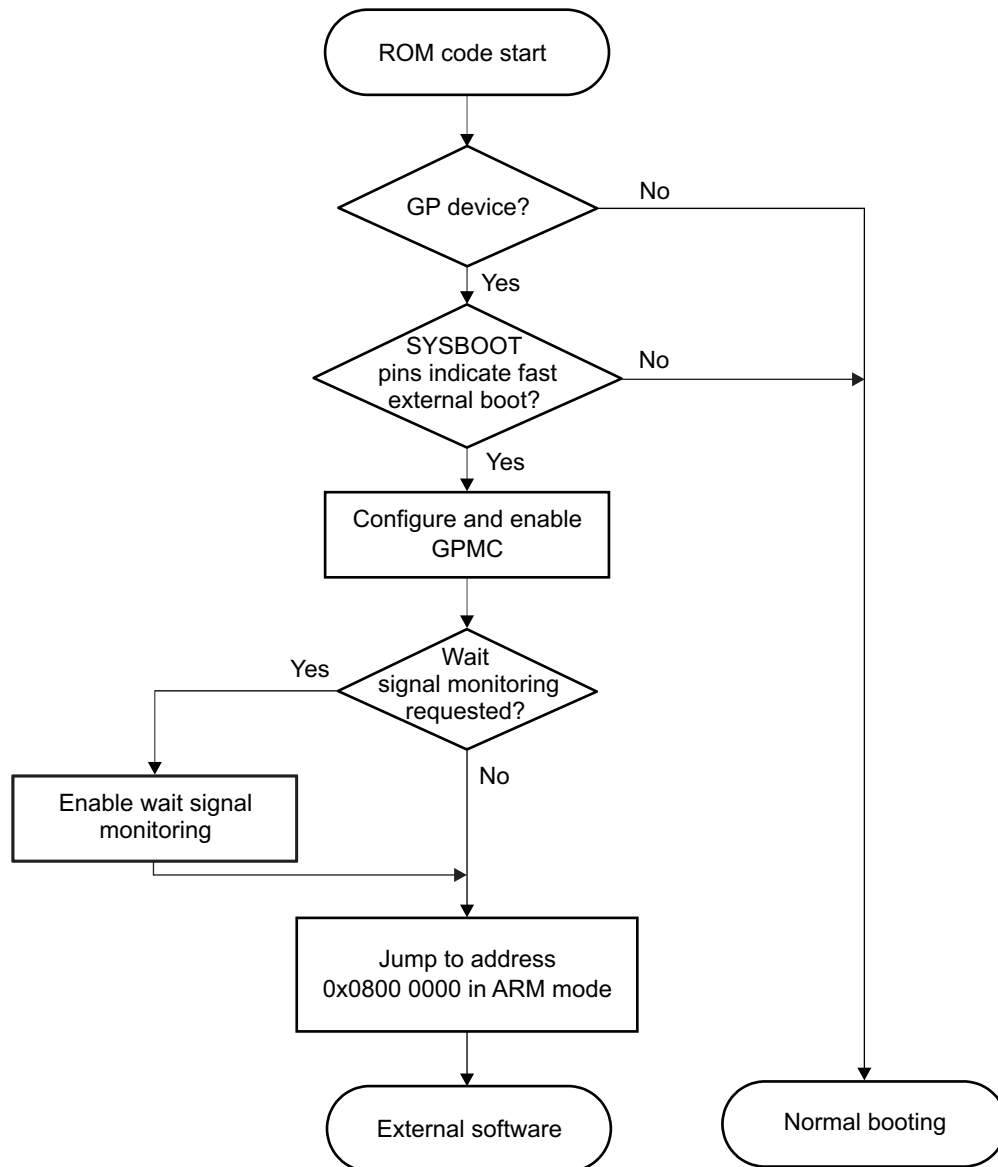 ROM code start
GP device?
No
Yes
SYSBOOT
pins indicate fast
external boot?
No
Yes
Configure and enable
GPMC
Wait
signal monitoring
requested?
Yes
No
Enable wait signal
monitoring
Jump to address
0x0800 0000 in ARM mode
External software
Normal booting